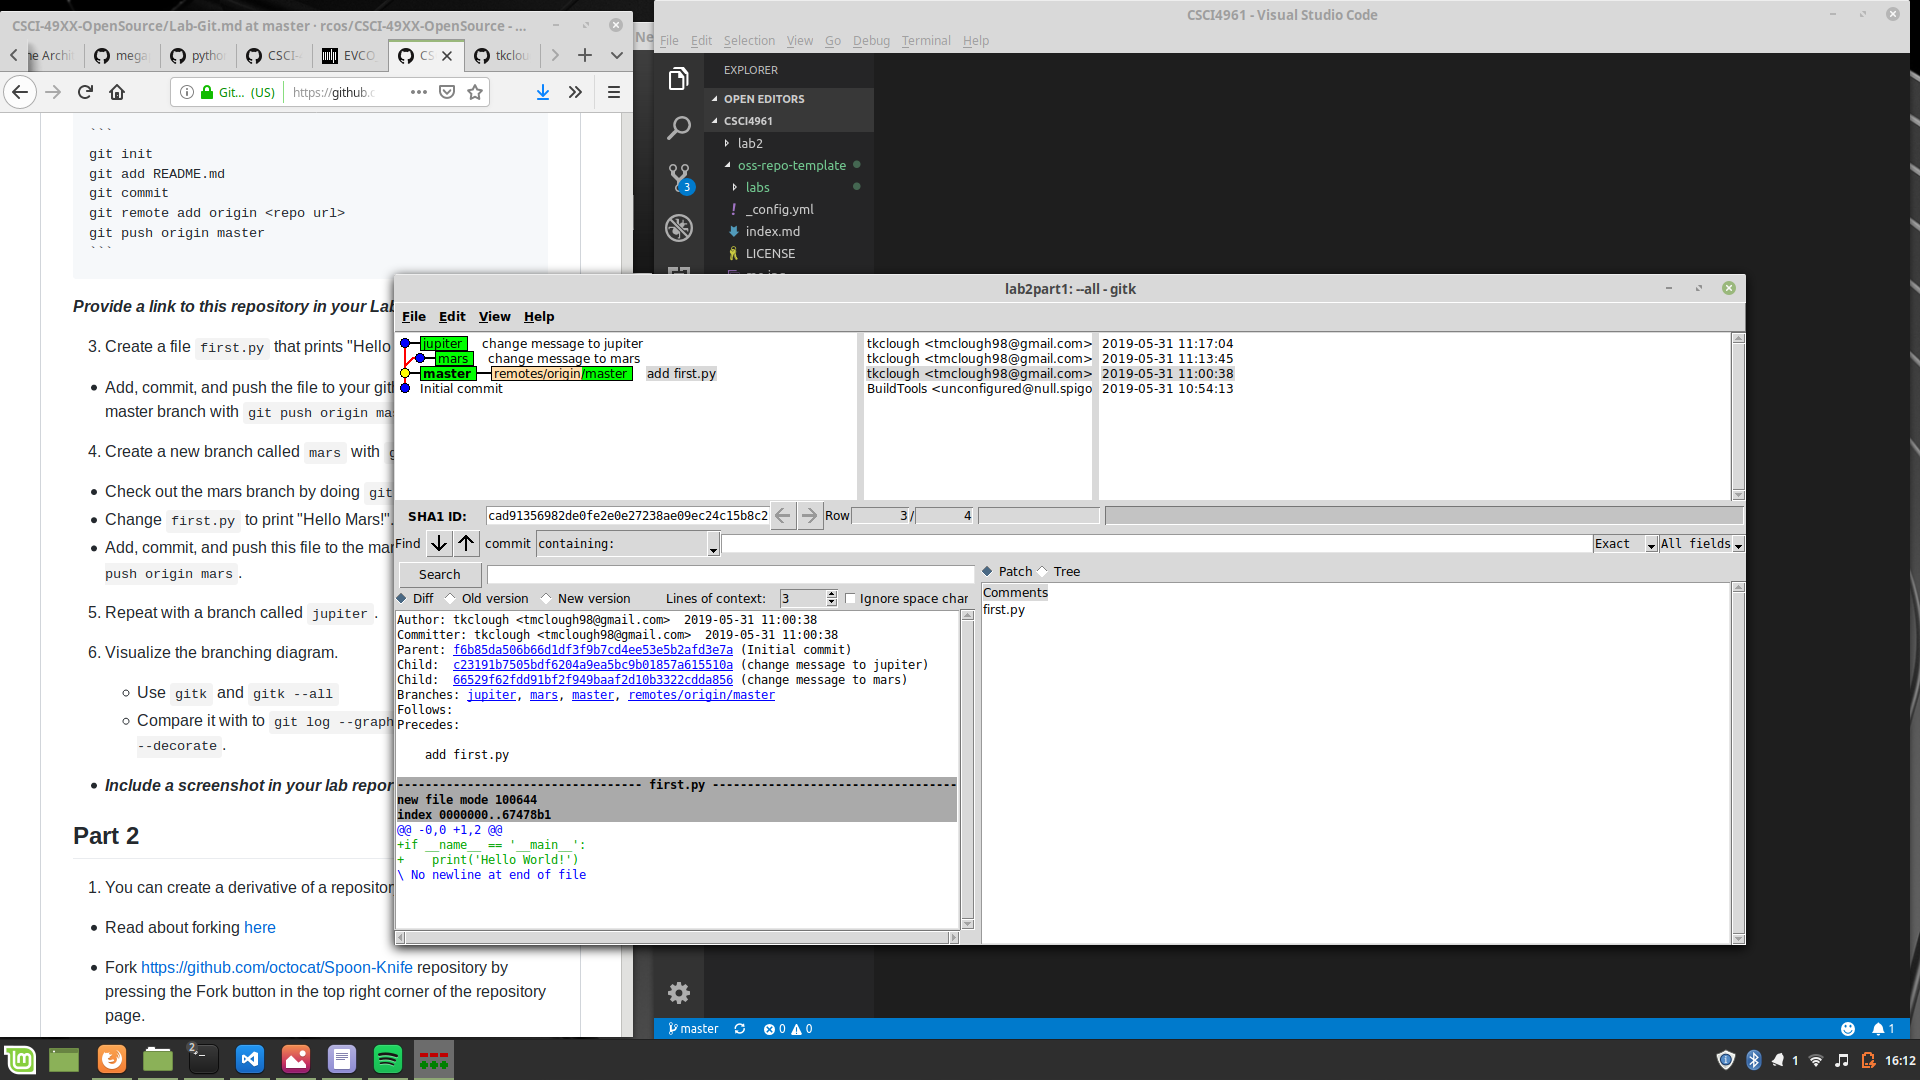 CSCI-49XX-OpenSource/Lab-Git.md at master · rcos/CSCI-49XX-OpenSource - ...
ne Archi
mega
pytho
CSCI-
EVCO
CS
tkclou
Git... (US)
https://github.c
```
git init
git add README.md
git commit
git remote add origin <repo url>
git push origin master
```
Provide a link to this repository in your Lab
3. Create a file first.py that prints "Hello
Add, commit, and push the file to your git
master branch with git push origin ma
4. Create a new branch called mars with g
Check out the mars branch by doing git
Change first.py to print "Hello Mars!".
Add, commit, and push this file to the mar
push origin mars .
5. Repeat with a branch called jupiter .
6. Visualize the branching diagram.
Use gitk and gitk --all
Compare it with to git log --graph
--decorate .
Include a screenshot in your lab repor
Part 2
1. You can create a derivative of a repositor
Read about forking here
Fork https://github.com/octocat/Spoon-Knife repository by
pressing the Fork button in the top right corner of the repository
page.
Ne
CSCI4961 - Visual Studio Code
File Edit Selection View Go Debug Terminal Help
EXPLORER
OPEN EDITORS
CSCI4961
lab2
oss-repo-template
labs
_config.yml
index.md
LICENSE
3
lab2part1: --all - gitk
File Edit View Help
jupiter change message to jupiter tkclough <tmclough98@gmail.com> 2019-05-31 11:17:04
mars change message to mars tkclough <tmclough98@gmail.com> 2019-05-31 11:13:45
master remotes/origin/master add first.py tkclough <tmclough98@gmail.com> 2019-05-31 11:00:38
Initial commit BuildTools <unconfigured@null.spigo 2019-05-31 10:54:13
SHA1 ID: cad91356982de0fe2e0e27238ae09ec24c15b8c2 Row 3 / 4
Find commit containing: Exact All fields
Search
Diff Old version New version Lines of context: 3 Ignore space char
Patch Tree
Comments
first.py
Author: tkclough <tmclough98@gmail.com> 2019-05-31 11:00:38
Committer: tkclough <tmclough98@gmail.com> 2019-05-31 11:00:38
Parent: f6b85da506b66d1df3f9b7cd4ee53e5b2afd3e7a (Initial commit)
Child: c23191b7505bdf6204a9ea5bc9b01857a615510a (change message to jupiter)
Child: 66529f62fdd91bf2f949baaf2d10b3322cdda856 (change message to mars)
Branches: jupiter, mars, master, remotes/origin/master
Follows:
Precedes:
add first.py
--------------------------------- first.py ---------------------------------
new file mode 100644
index 0000000..67478b1
@@ -0,0 +1,2 @@
+if __name__ == '__main__':
+    print('Hello World!')
\ No newline at end of file
master 0 0 1
2
1 16:12